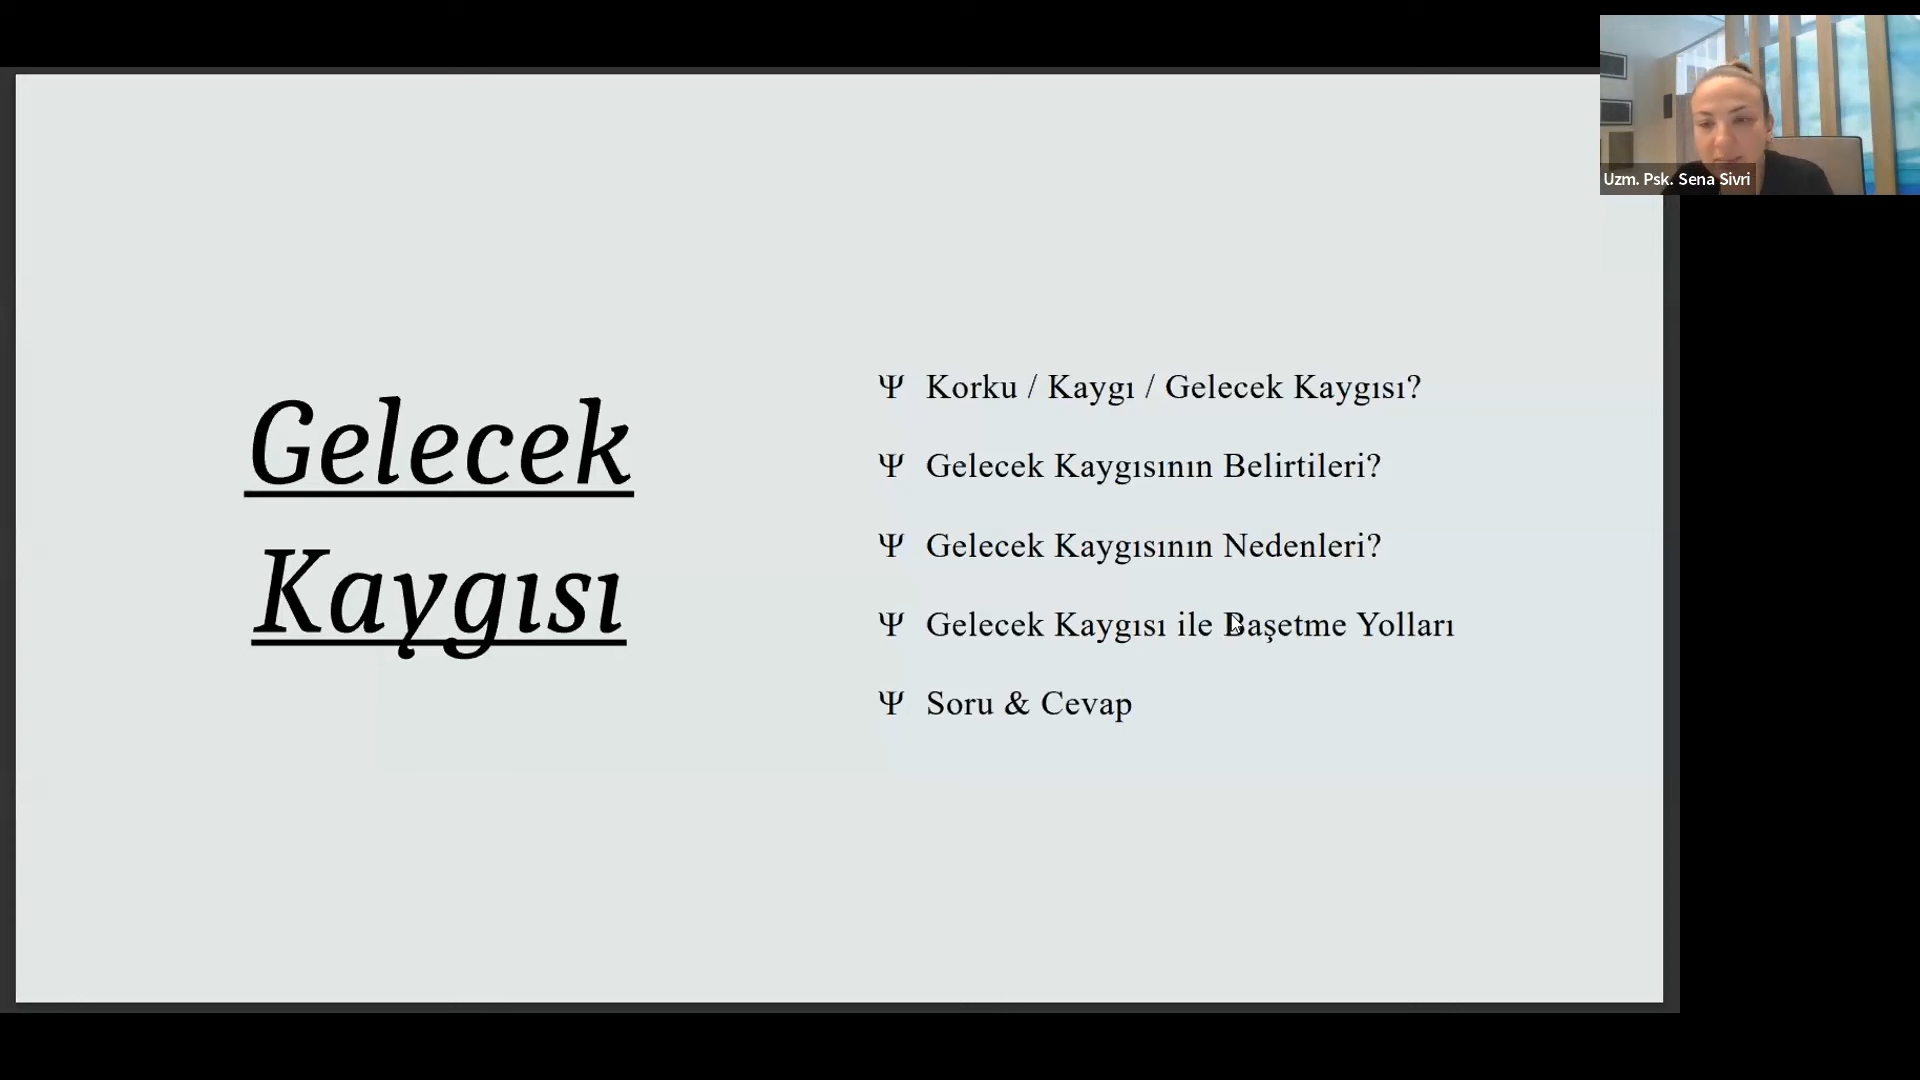 Uzm. Psk. Sena Sivri
Gelecek
Kaygısı
Ψ Korku / Kaygı / Gelecek Kaygısı?
Ψ Gelecek Kaygısının Belirtileri?
Ψ Gelecek Kaygısının Nedenleri?
Ψ Gelecek Kaygısı ile Başetme Yolları
Ψ Soru & Cevap